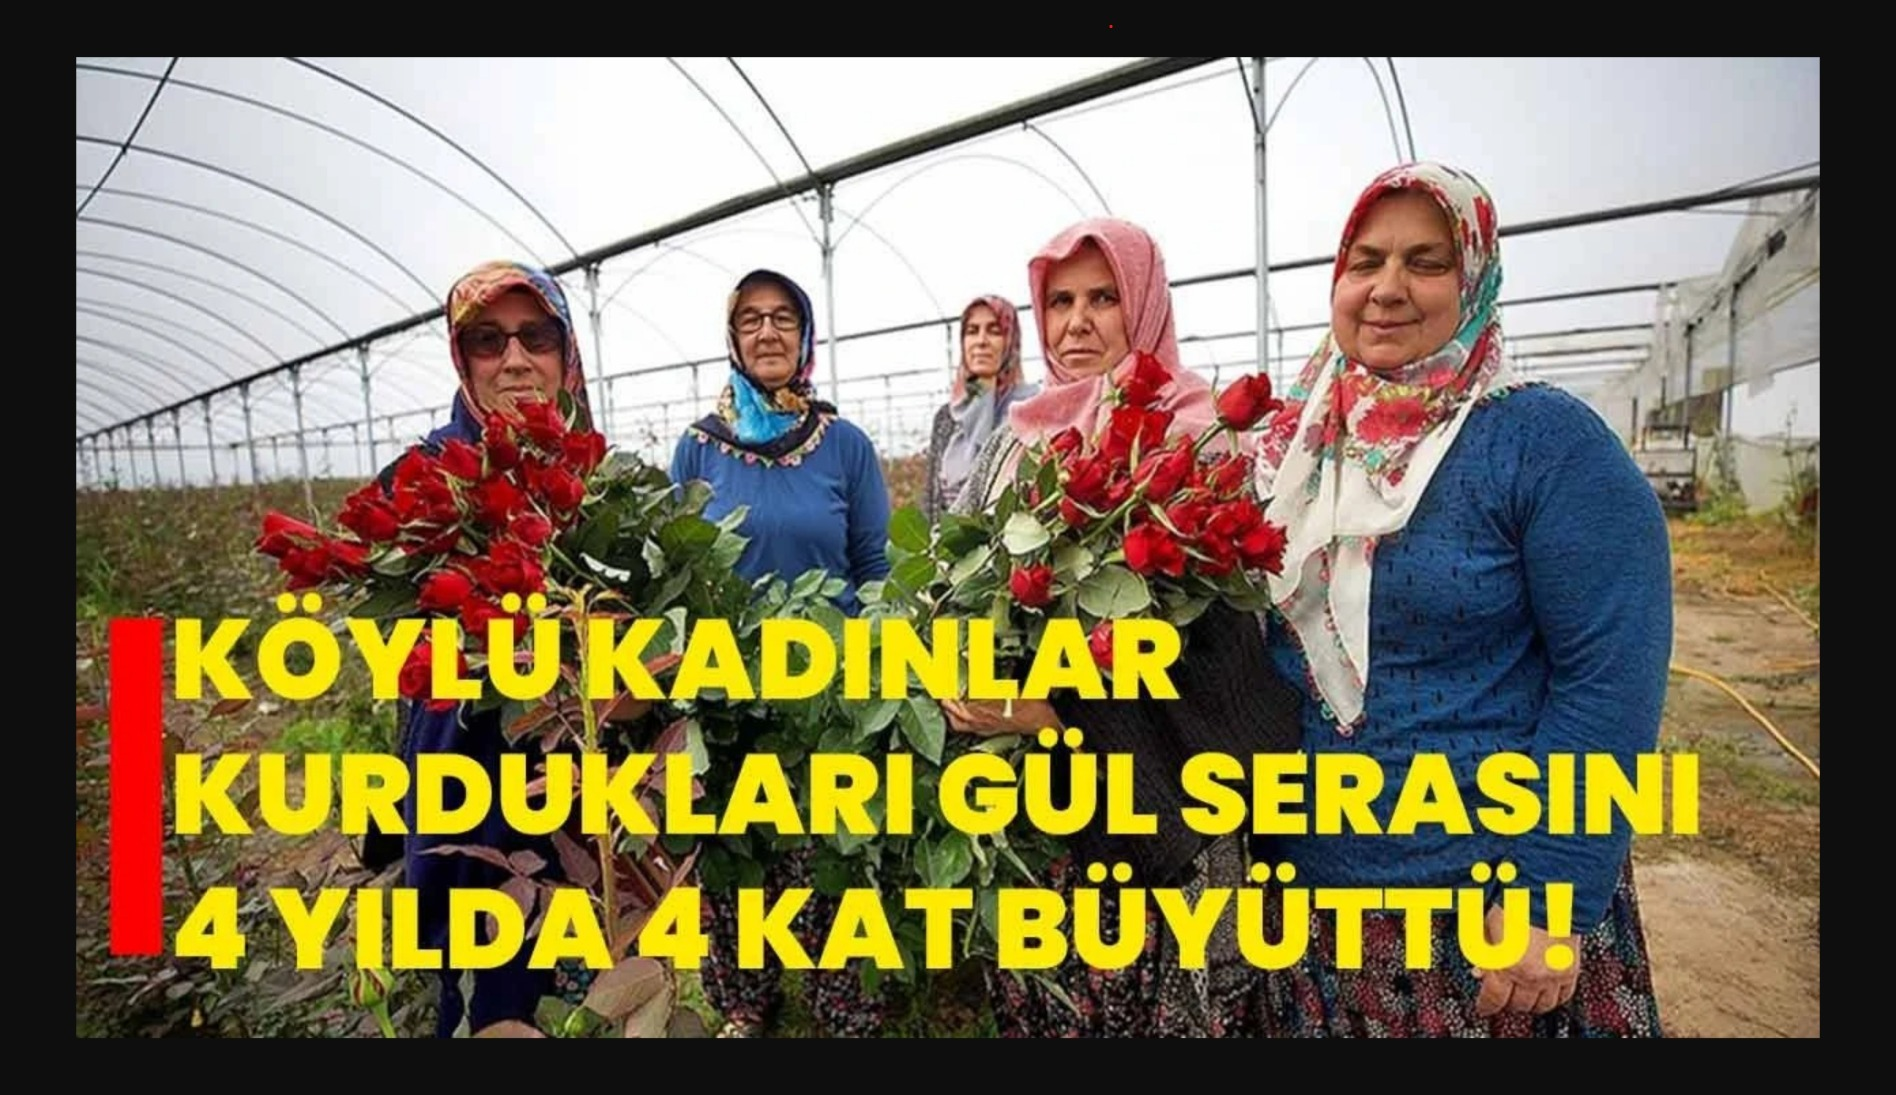 KÖYLÜ KADINLAR
KURDUKLARI GÜL SERASINI
4 YILDA 4 KAT BÜYÜTTÜ!